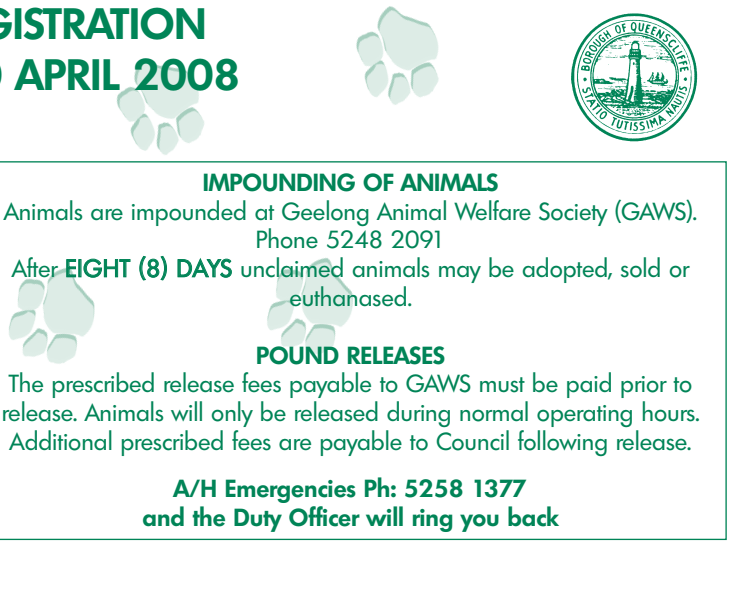 GISTRATION
APRIL 2008
BOROUGH OF QUEENSCLIFFE
STATIO TUTISSIMA NAUTIS
IMPOUNDING OF ANIMALS
Animals are impounded at Geelong Animal Welfare Society (GAWS).
Phone 5248 2091
After EIGHT (8) DAYS unclaimed animals may be adopted, sold or
euthanased.
POUND RELEASES
The prescribed release fees payable to GAWS must be paid prior to
release. Animals will only be released during normal operating hours.
Additional prescribed fees are payable to Council following release.
A/H Emergencies Ph: 5258 1377
and the Duty Officer will ring you back